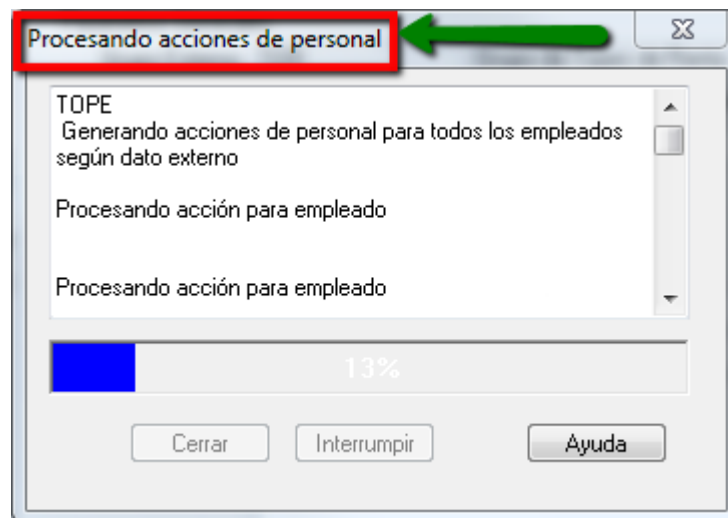 Procesando acciones de personal
TOPE
Generando acciones de personal para todos los empleados
según dato externo
Procesando acción para empleado
Procesando acción para empleado
13%
Cerrar
Interrumpir
Ayuda